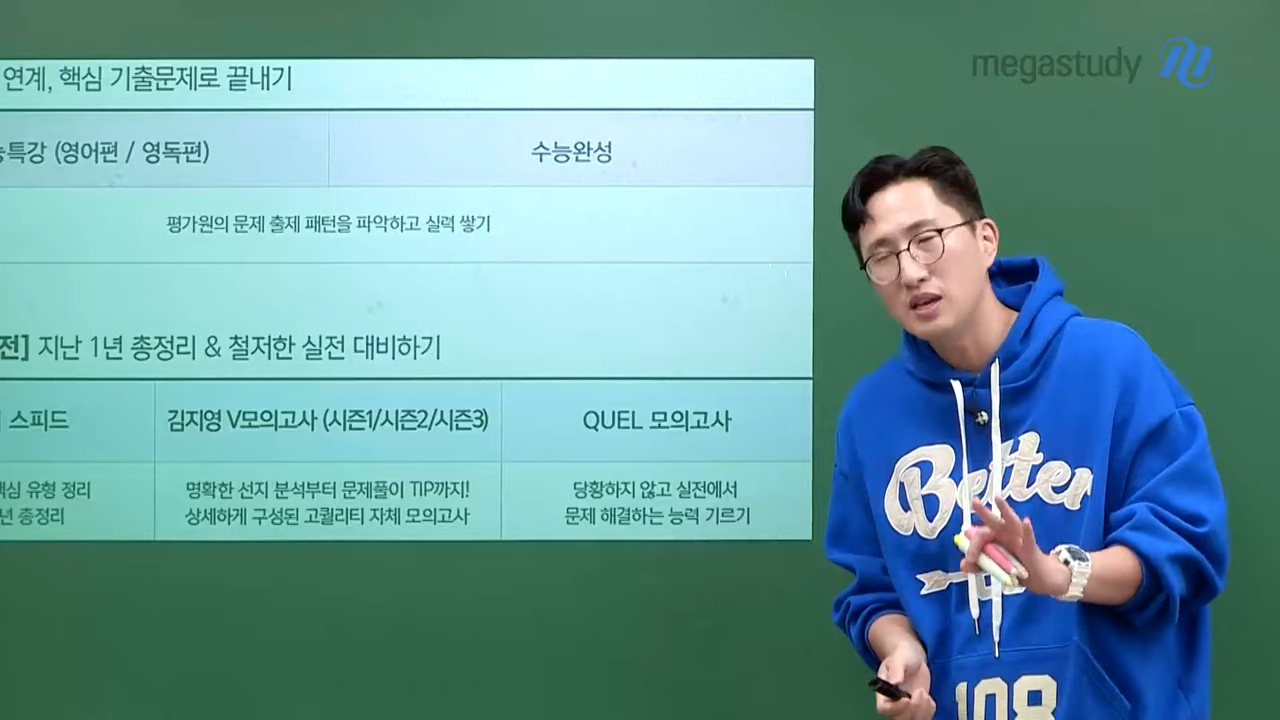 megastudy
연계, 핵심 기출문제로 끝내기
특강 (영어편 / 영독편)
수능완성
평가원의 문제 출제 패턴을 파악하고 실력 쌓기
전] 지난 1년 총정리 & 철저한 실전 대비하기
스피드
김지영 V모의고사 (시즌1/시즌2/시즌3)
QUEL 모의고사
핵심 유형 정리
년 총정리
명확한 선지 분석부터 문제풀이 TIP까지!
상세하게 구성된 고퀄리티 자체 모의고사
당황하지 않고 실전에서
문제 해결하는 능력 기르기
Better
108